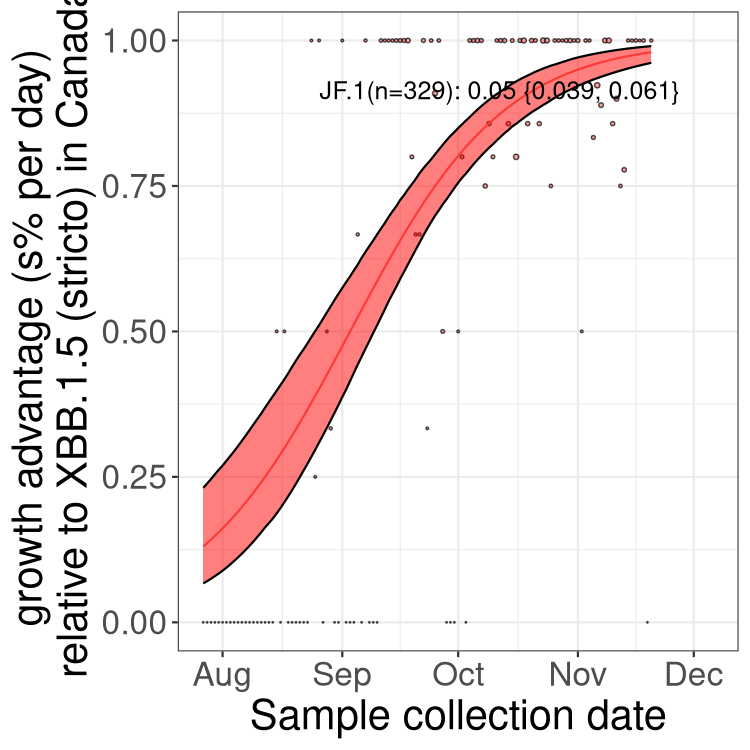 growth advantage (s% per day)
relative to XBB.1.5 (stricto) in Canada
1.00
0.75
0.50
0.25
0.00
JF.1(n=329): 0.05 {0.039, 0.061}
Aug Sep Oct Nov Dec
Sample collection date